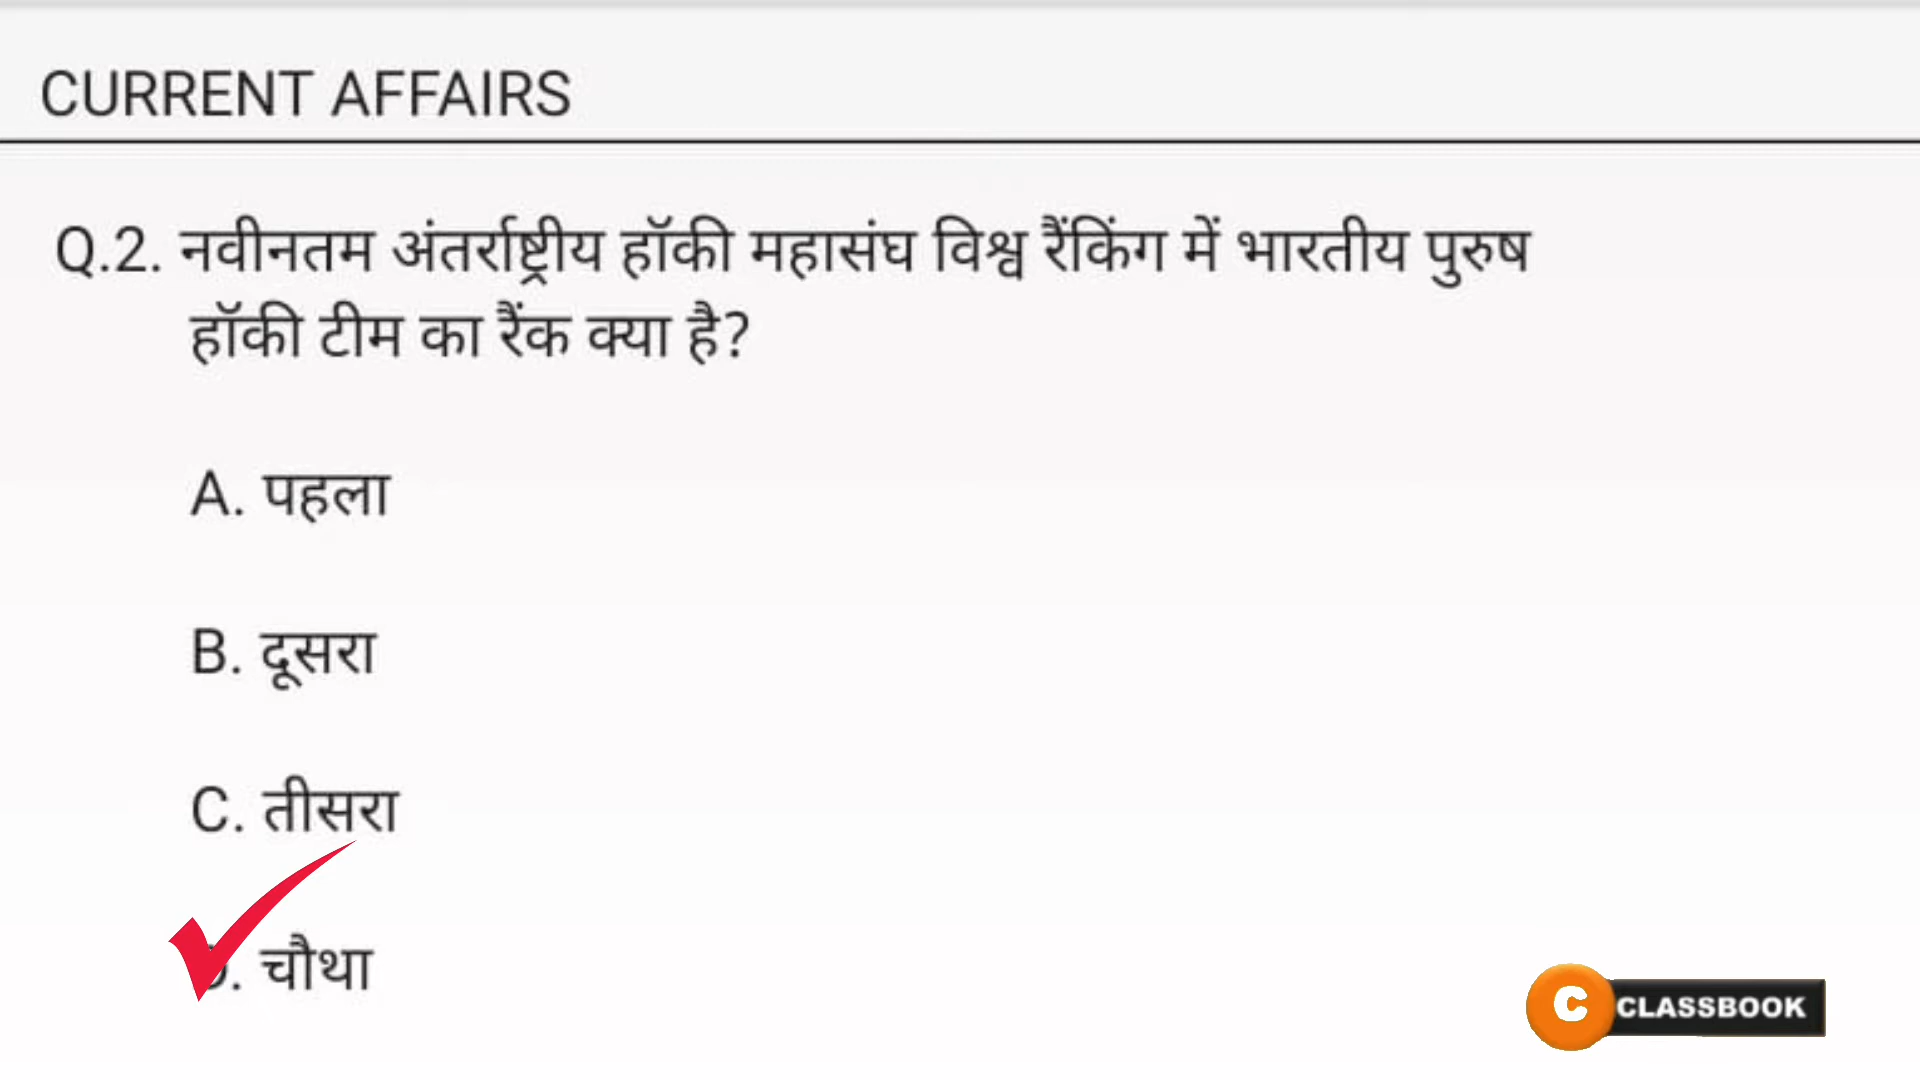 CURRENT AFFAIRS
Q.2. नवीनतम अंतर्राष्ट्रीय हॉकी महासंघ विश्व रैंकिंग में भारतीय पुरुष
हॉकी टीम का रैंक क्या है?
A. पहला
B. दूसरा
C. तीसरा
D. चौथा
C CLASSBOOK